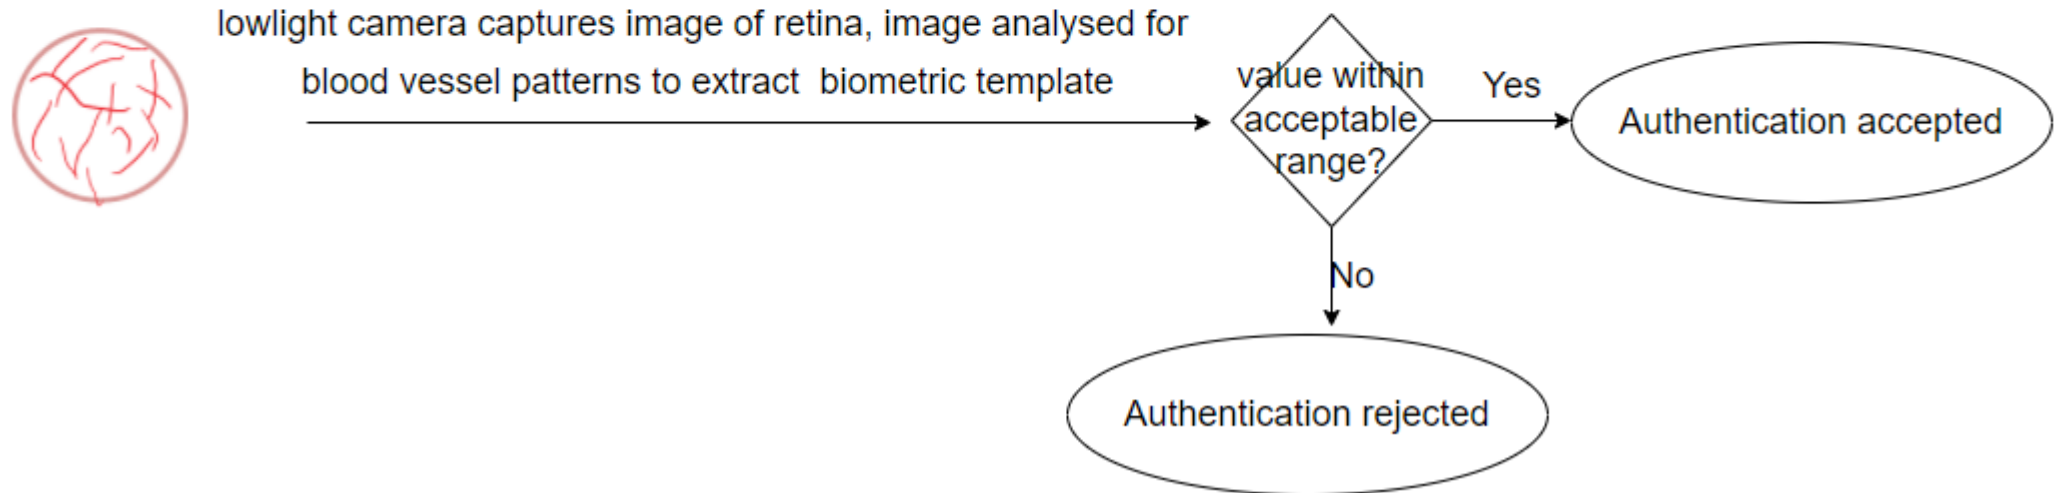 lowlight camera captures image of retina, image analysed for
blood vessel patterns to extract  biometric template
value within
acceptable
range?
Yes
Authentication accepted
No
Authentication rejected